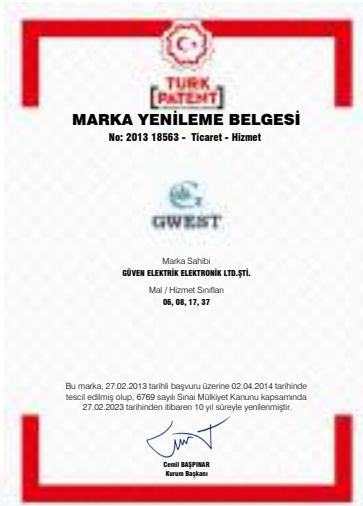 TÜRK
PATENT
MARKA YENİLEME BELGESİ
No: 2013 18563 - Ticaret - Hizmet
GWEST
Marka Sahibi
GÜVEN ELEKTRİK ELEKTRONİK LTD.ŞTİ.
Mal / Hizmet Sınıfları
06, 08, 17, 37
Bu marka, 27.02.2013 tarihli başvuru üzerine 02.04.2014 tarihinde
tescil edilmiş olup, 6769 sayılı Sınai Mülkiyet Kanunu kapsamında
27.02.2023 tarihinden itibaren 10 yıl süreyle yenilenmiştir.
Cemil BAŞPINAR
Kurum Başkanı